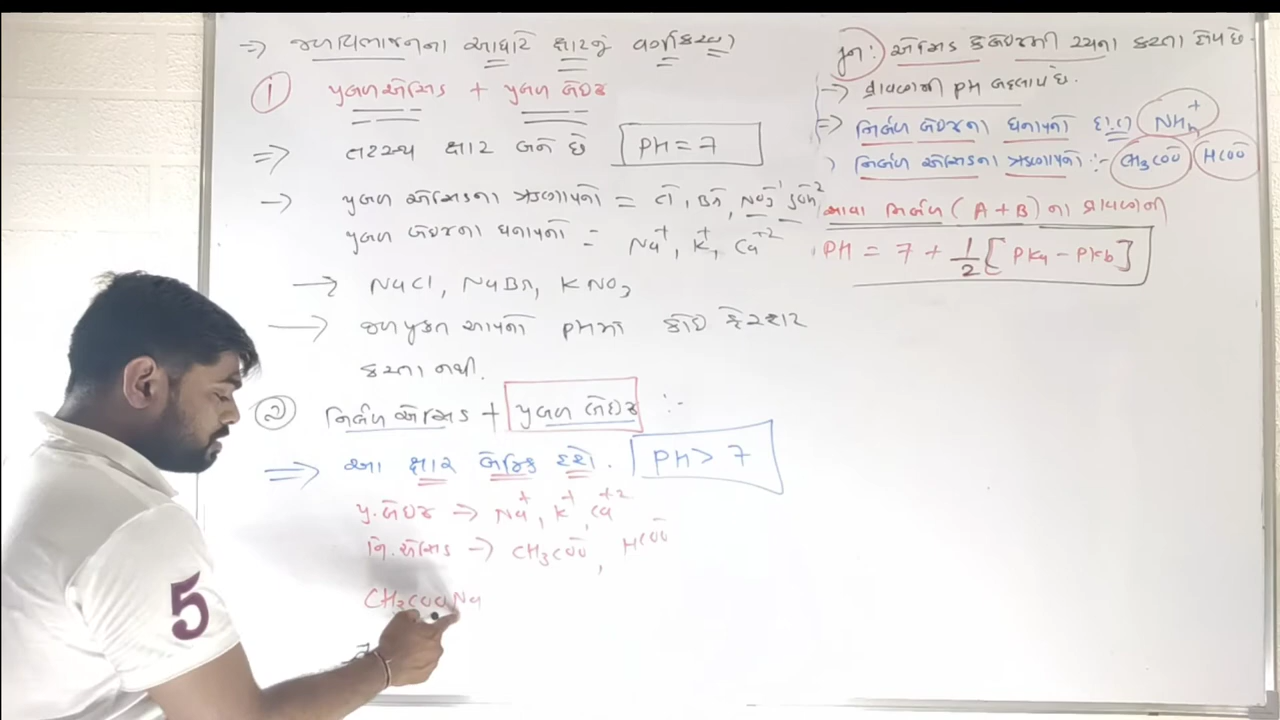 => જળવિભાજનના આધારે ક્ષારનું વર્ગીકરણ
① પ્રબળ એસિડ + પ્રબળ બેઇઝ
=> તટસ્થ ક્ષાર બને છે PH = 7
-> પ્રબળ એસિડના ઋણાયનો = Cl⁻, Br⁻, NO3⁻, SO4⁻²
પ્રબળ બેઇઝના ધનાયનો = Na⁺, K⁺, Ca⁺²
-> NaCl, NaBr, KNO3
-> જળયુક્ત આયનો PHમાં કોઇ ફેરફાર
કરતા નથી.
② નિર્બળ એસિડ + પ્રબળ બેઇઝ :-
=> આ ક્ષાર બેઝિક હશે. PH > 7
પ્ર. બેઇઝ -> Na⁺, K⁺, Ca⁺²
નિ. એસિડ -> CH3COO⁻, HCOO⁻
CH3COONa
એસિડ કે બેઇઝની રચના કરતા હોય છે.
-> દ્રાવણની PH બદલાય છે.
=> નિર્બળ બેઇઝના ધનાયનો દા.ત NH4⁺
નિર્બળ એસિડના ઋણાયનો :- CH3COO⁻ HCOO⁻
આવા નિર્બળ (A + B) ના દ્રાવણની
PH = 7 + 1/2 [PKa - PKb]
5